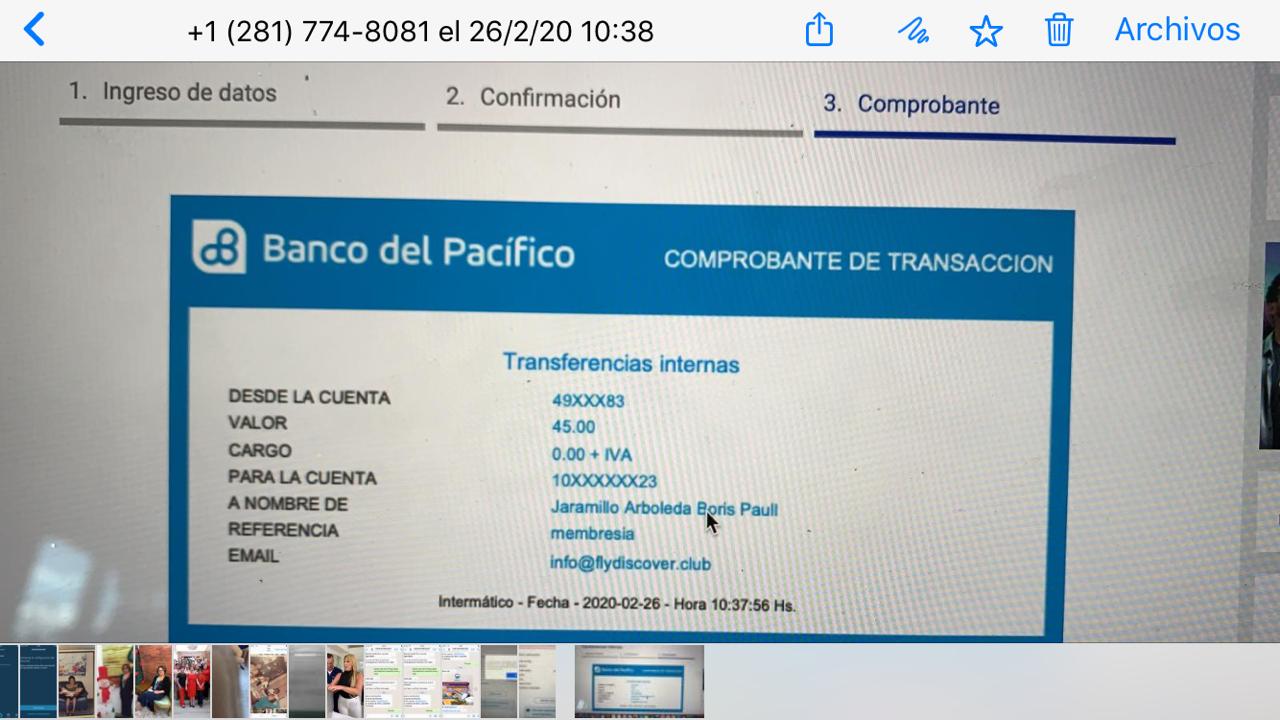 +1 (281) 774-8081 el 26/2/20 10:38
Archivos
1. Ingreso de datos
2. Confirmación
3. Comprobante
Banco del Pacífico
COMPROBANTE DE TRANSACCION
Transferencias internas
DESDE LA CUENTA 49XXX83
VALOR 45.00
CARGO 0.00 + IVA
PARA LA CUENTA 10XXXXXX23
A NOMBRE DE Jaramillo Arboleda Boris Paull
REFERENCIA membresia
EMAIL info@flydiscover.club
Intermático - Fecha - 2020-02-26 - Hora 10:37:56 Hs.